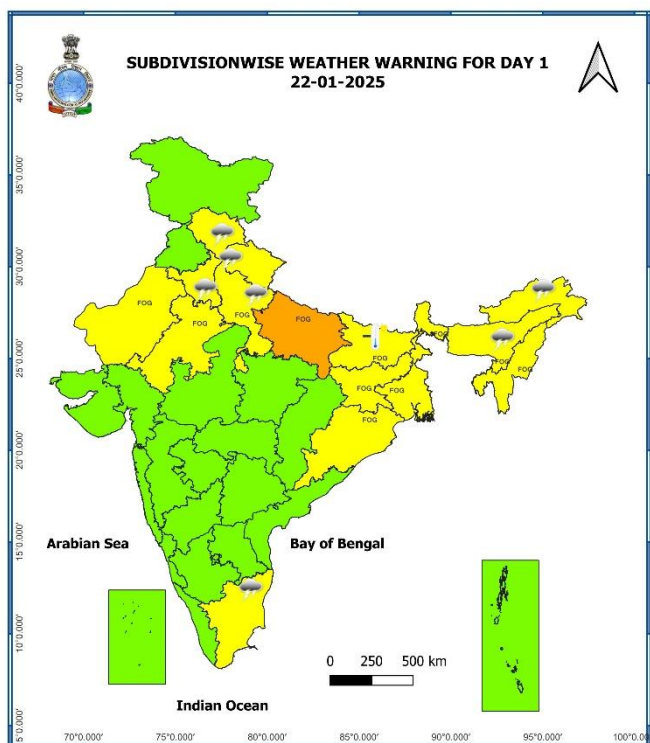 SUBDIVISIONWISE WEATHER WARNING FOR DAY 1
22-01-2025
40°0.000'
35°0.000'
30°0.000'
25°0.000'
20°0.000'
15°0.000'
10°0.000'
5°0.000'
FOG
FOG
FOG
FOG
FOG
FOG
FOG
FOG
FOG
FOG
FOG
Arabian Sea
Bay of Bengal
0 250 500 km
Indian Ocean
70°0.000' 75°0.000' 80°0.000' 85°0.000' 90°0.000' 95°0.000' 100°0.00